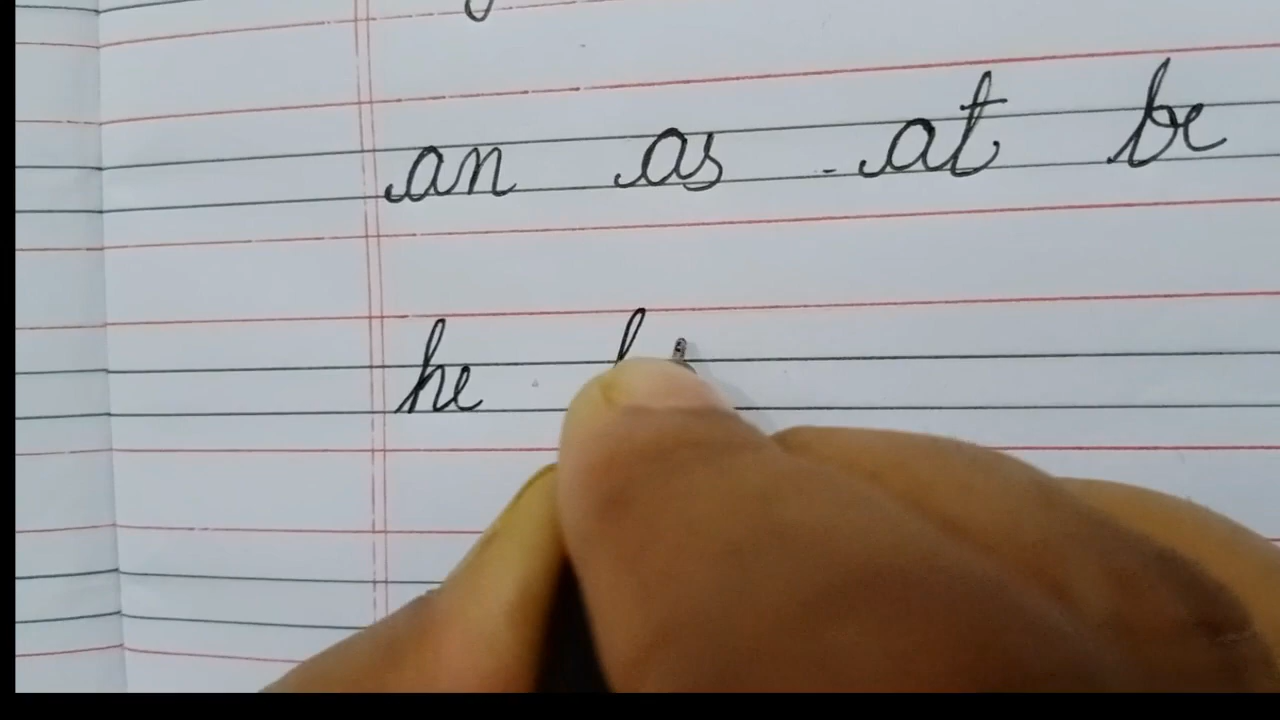 an as at be
he